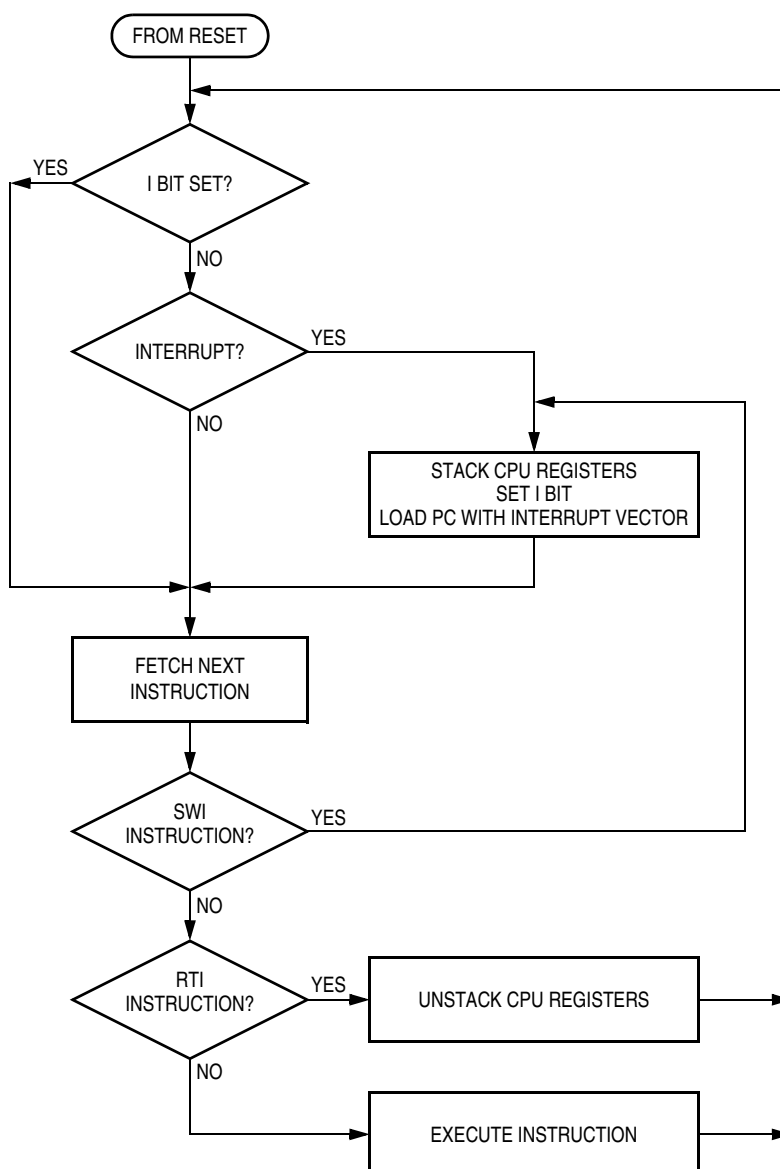 FROM RESET
YES
I BIT SET?
NO
INTERRUPT?
YES
NO
STACK CPU REGISTERS
SET I BIT
LOAD PC WITH INTERRUPT VECTOR
FETCH NEXT
INSTRUCTION
SWI
INSTRUCTION?
YES
NO
RTI
INSTRUCTION?
YES
UNSTACK CPU REGISTERS
NO
EXECUTE INSTRUCTION